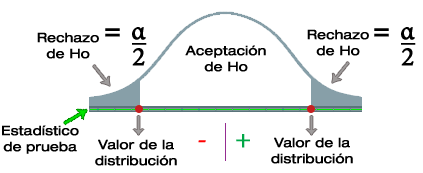 Rechazo
de Ho
= α/2
Aceptación
de Ho
Rechazo
de Ho
= α/2
Estadístico
de prueba
Valor de la
distribución
- | +
Valor de la
distribución